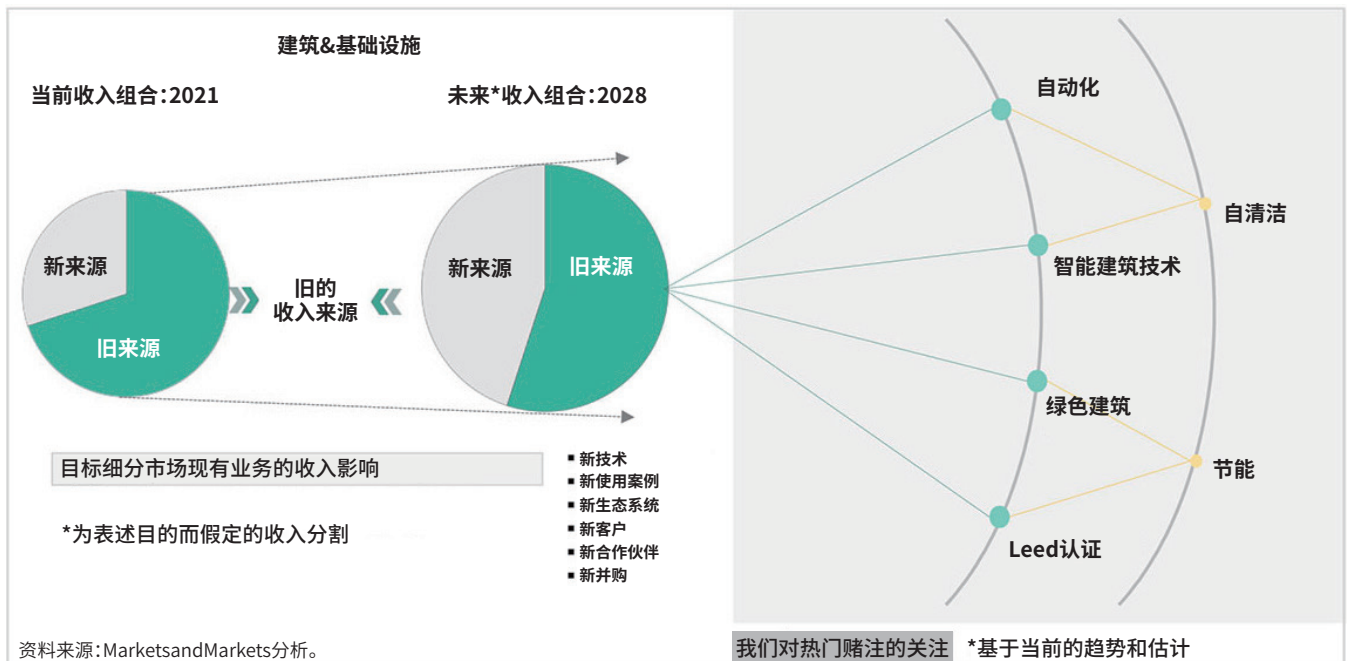 建筑&基础设施
当前收入组合:2021
未来*收入组合:2028
新来源
旧来源
旧的
收入来源
新来源
旧来源
自动化
自清洁
智能建筑技术
绿色建筑
节能
Leed认证
目标细分市场现有业务的收入影响
*为表述目的而假定的收入分割
▪ 新技术
▪ 新使用案例
▪ 新生态系统
▪ 新客户
▪ 新合作伙伴
▪ 新并购
资料来源:MarketsandMarkets分析。
我们对热门赌注的关注 *基于当前的趋势和估计